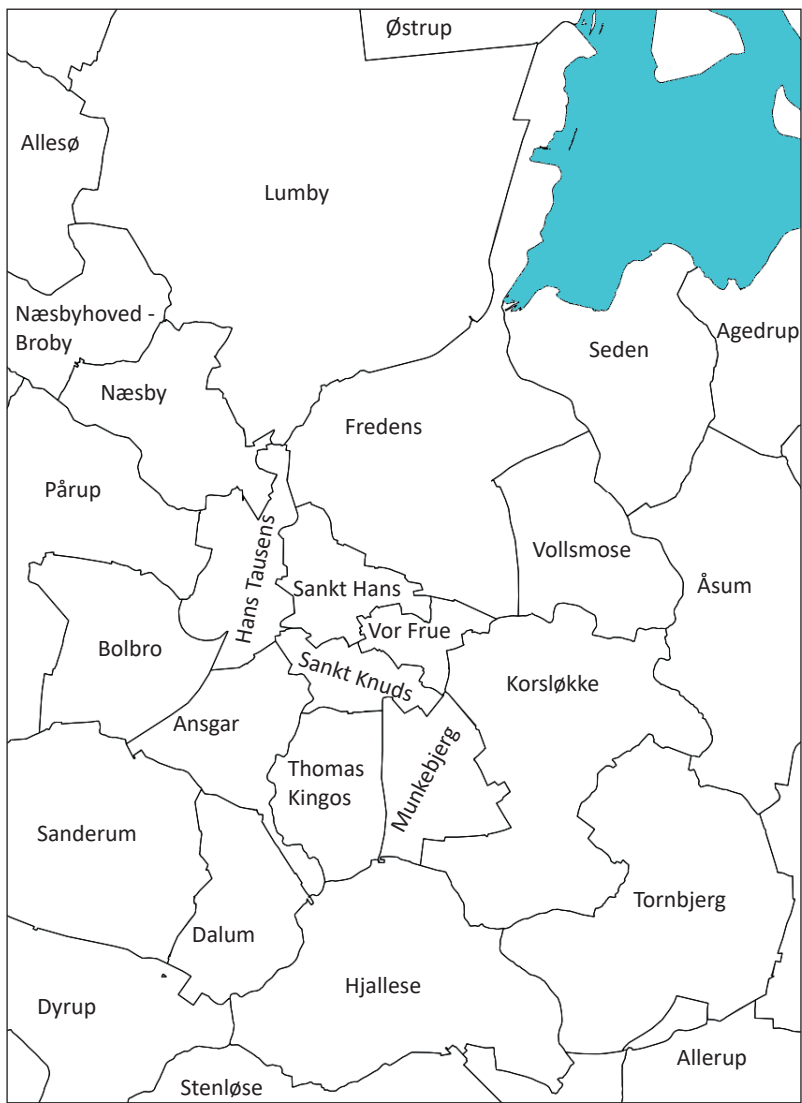 Østrup
Allesø
Lumby
Næsbyhoved -
Broby
Agedrup
Seden
Næsby
Fredens
Pårup
Hans Tausens
Vollsmose
Sankt Hans
Åsum
Vor Frue
Bolbro
Sankt Knuds
Korsløkke
Ansgar
Thomas
Kingos
Munkebjerg
Sanderum
Tornbjerg
Dalum
Hjallese
Dyrup
Allerup
Stenløse